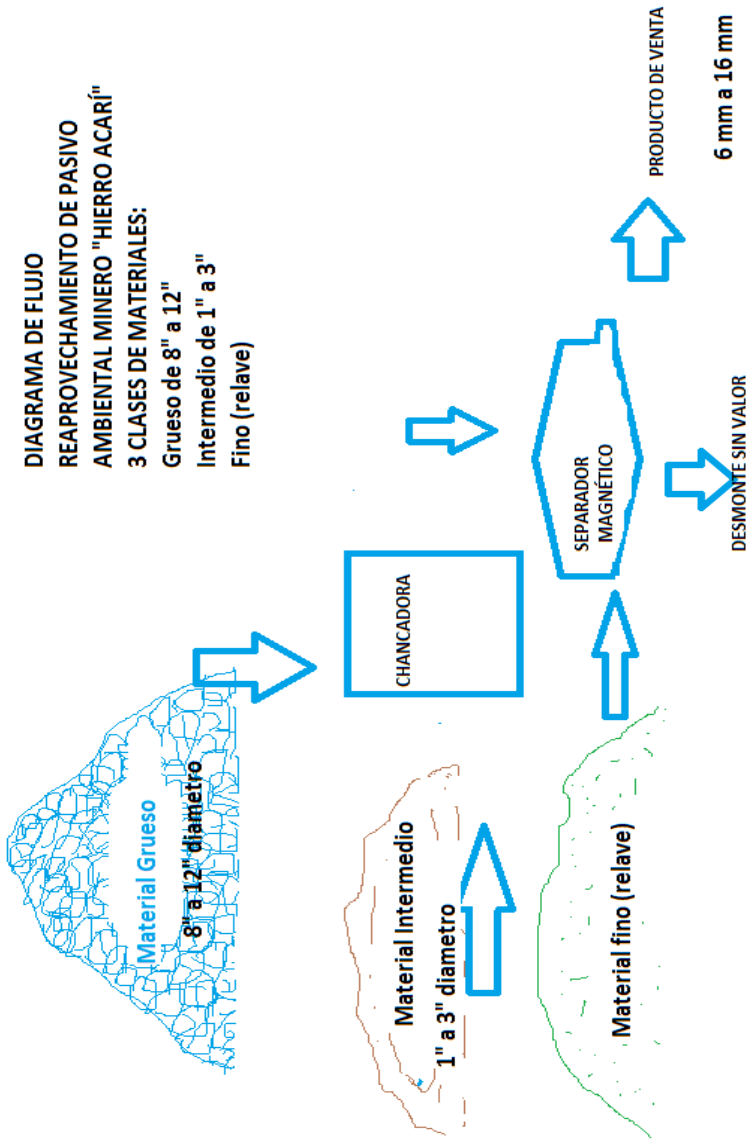 DIAGRAMA DE FLUJO
REAPROVECHAMIENTO DE PASIVO
AMBIENTAL MINERO "HIERRO ACARÍ"
3 CLASES DE MATERIALES:
Grueso de 8" a 12"
Intermedio de 1" a 3"
Fino (relave)
Material Grueso
8" a 12" diametro
CHANCADORA
Material Intermedio
1" a 3" diametro
SEPARADOR
MAGNÉTICO
Material fino (relave)
PRODUCTO DE VENTA
6 mm a 16 mm
DESMONTE SIN VALOR